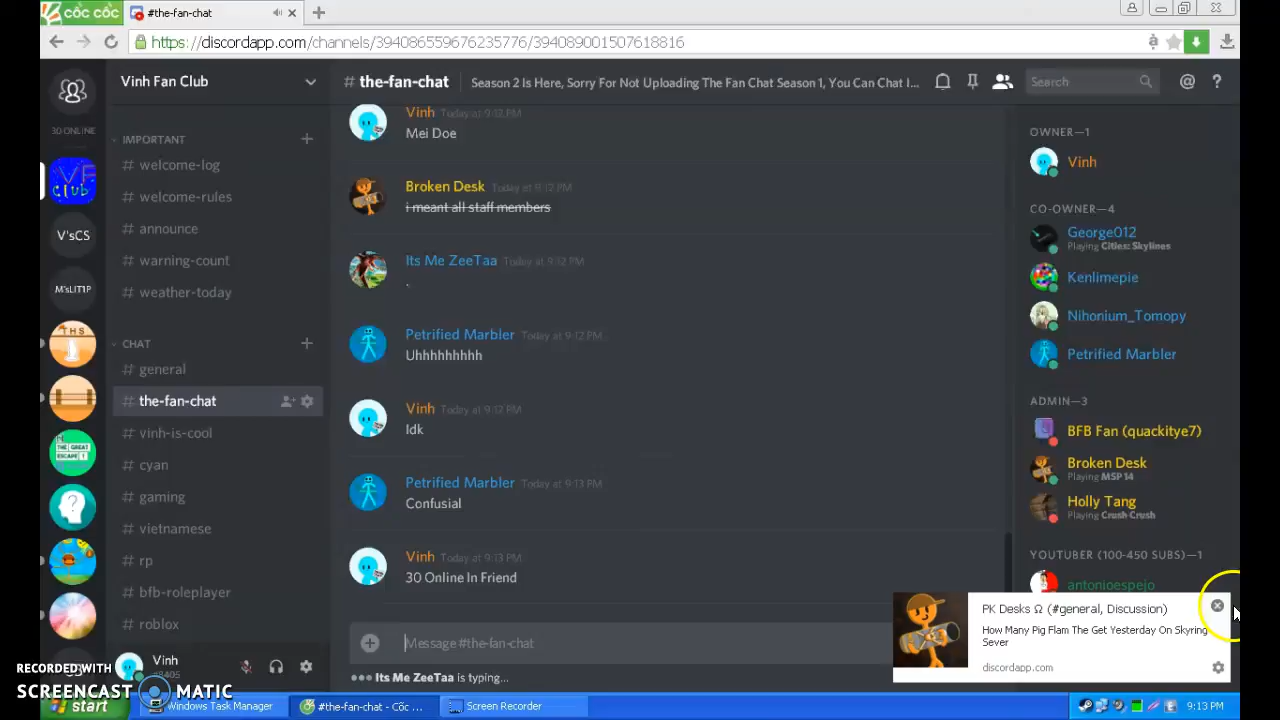 cốc cốc
#the-fan-chat
https://discordapp.com/channels/394086559676235776/394089001507618816
30 ONLINE
VF
Club
V'sCS
M'sLIT1P
THS
THE GREAT
ESCAPE 1
Vinh Fan Club
IMPORTANT
# welcome-log
# welcome-rules
# announce
# warning-count
# weather-today
CHAT
# general
# the-fan-chat
# vinh-is-cool
# cyan
# gaming
# vietnamese
# rp
# bfb-roleplayer
# roblox
Vinh
#8405
# the-fan-chat
Season 2 Is Here, Sorry For Not Uploading The Fan Chat Season 1, You Can Chat I...
Search
@ ?
Vinh Today at 9:12 PM
Mei Doe
Broken Desk Today at 9:12 PM
i meant all staff members
Its Me ZeeTaa Today at 9:12 PM
.
Petrified Marbler Today at 9:12 PM
Uhhhhhhhhh
Vinh Today at 9:12 PM
Idk
Petrified Marbler Today at 9:13 PM
Confusial
Vinh Today at 9:13 PM
30 Online In Friend
Message #the-fan-chat
Its Me ZeeTaa is typing...
OWNER—1
Vinh
CO-OWNER—4
George012
Playing Cities: Skylines
Kenlimepie
Nihonium_Tomopy
Petrified Marbler
ADMIN—3
BFB Fan (quackitye7)
Broken Desk
Playing MSP 14
Holly Tang
Playing Crush Crush
YOUTUBER (100-450 SUBS)—1
antonioespejo
PK Desks Ω (#general, Discussion)
How Many Pig Flam The Get Yesterday On Skyring
Sever
discordapp.com
RECORDED WITH
SCREENCAST MATIC
start
Windows Task Manager
#the-fan-chat - Cốc ...
Screen Recorder
9:13 PM